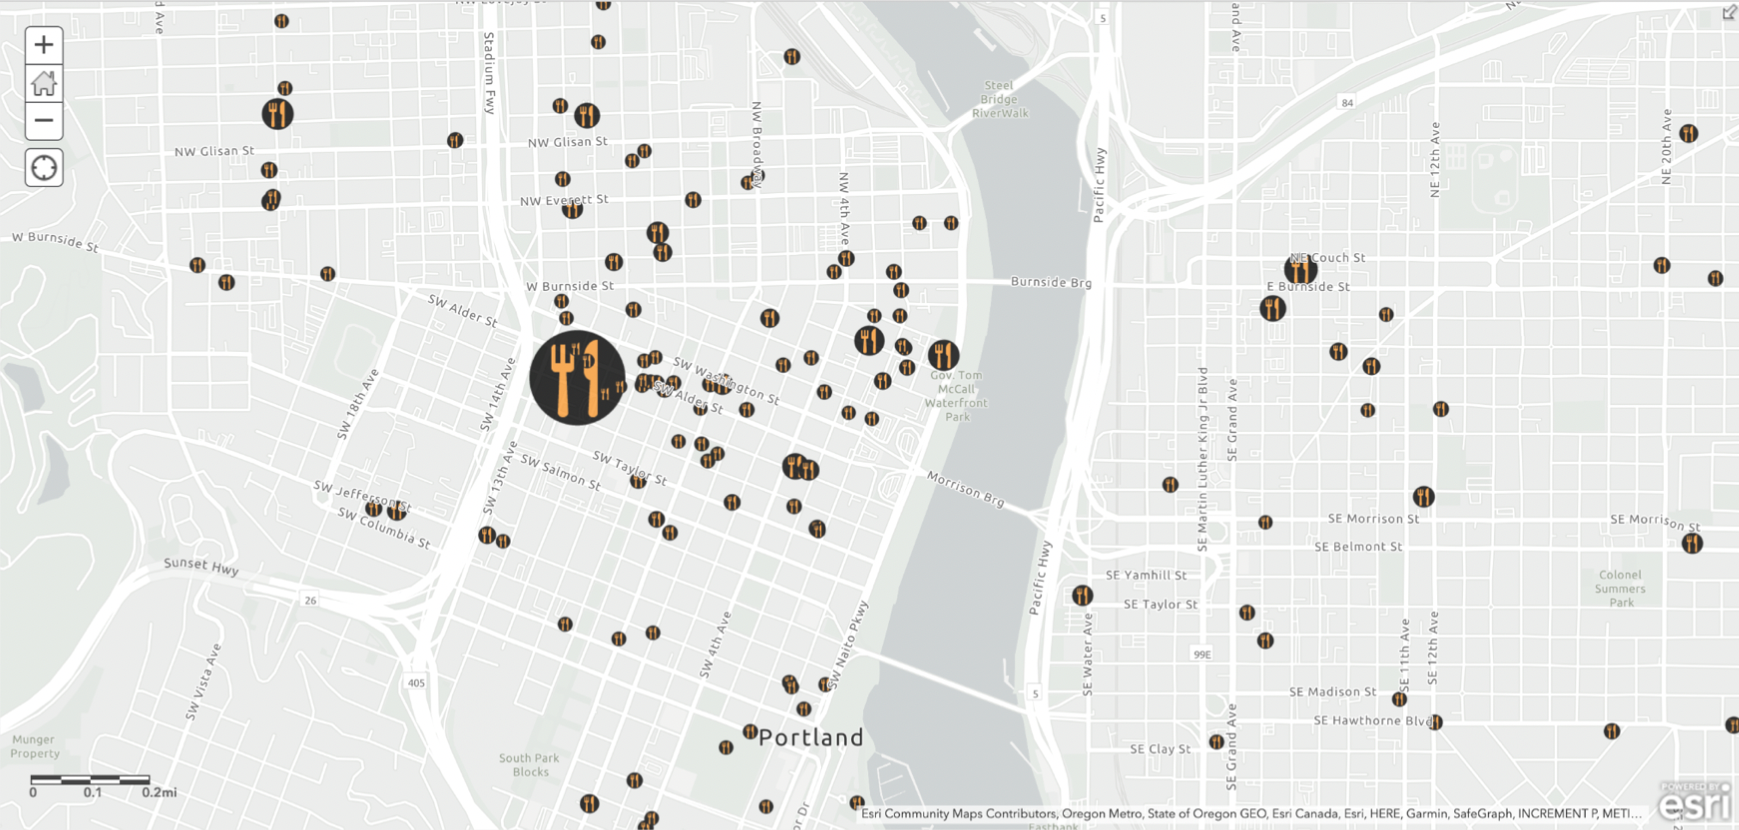 NW Lovejoy St
Stadium Fwy
5
84
Steel
Bridge
RiverWalk
NW Broadway
NW Glisan St
NW Glisan St
NE 12th Ave
NE 20th Ave
Pacific Hwy
NW 4th Ave
NW Everett St
W Burnside St
NE Couch St
W Burnside St
Burnside Brg
E Burnside St
SW Alder St
SW Washington St
SW Alder St
SW 14th Ave
SW 18th Ave
Gov. Tom
McCall
Waterfront
Park
SE Martin Luther King Jr Blvd
SE Grand Ave
SW Taylor St
SW Salmon St
SW 13th Ave
SW Jefferson St
SW Columbia St
Morrison Brg
SE Morrison St
SE Morrison St
SE Belmont St
Sunset Hwy
26
Pacific Hwy
SE Yamhill St
SE Taylor St
Colonel
Summers
Park
SW 4th Ave
SW Naito Pkwy
SE Water Ave
99E
SE 11th Ave
SE 12th Ave
SW Vista Ave
405
5
SE Madison St
SE Hawthorne Blvd
Munger
Property
Portland
SE Clay St
SE Grand Ave
South Park
Blocks
0 0.1 0.2mi
Esri Community Maps Contributors, Oregon Metro, State of Oregon GEO, Esri Canada, Esri, HERE, Garmin, SafeGraph, INCREMENT P, METI...
Eastbank
POWERED BY
esri